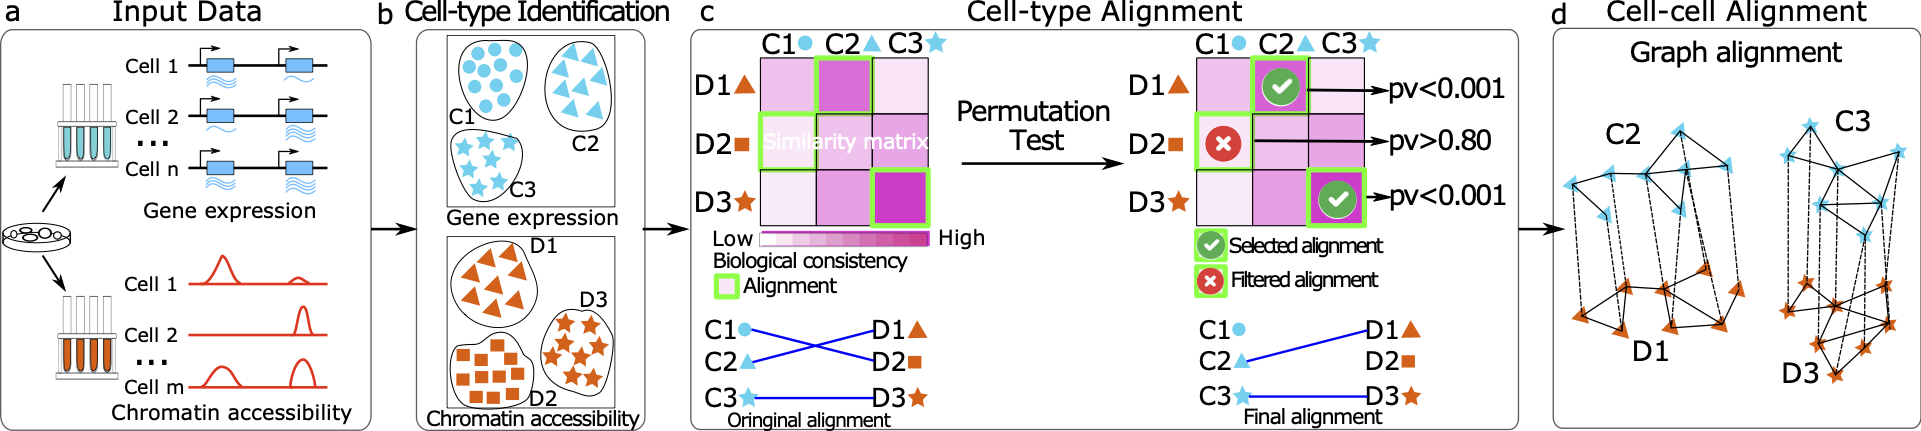 a Input Data
Cell 1
Cell 2
...
Cell n
Gene expression
Cell 1
Cell 2
...
Cell m
Chromatin accessibility
b Cell-type Identification
C1
C2
C3
Gene expression
D1
D3
D2
Chromatin accessibility
c Cell-type Alignment
C1 C2 C3
D1
D2 Similarity matrix
D3
Low High
Biological consistency
Alignment
C1 D1
C2 D2
C3 D3
Oringinal alignment
Permutation
Test
C1 C2 C3
D1 pv<0.001
D2 pv>0.80
D3 pv<0.001
Selected alignment
Filtered alignment
C1 D1
C2 D2
C3 D3
Final alignment
d Cell-cell Alignment
Graph alignment
C2 C3
D1 D3